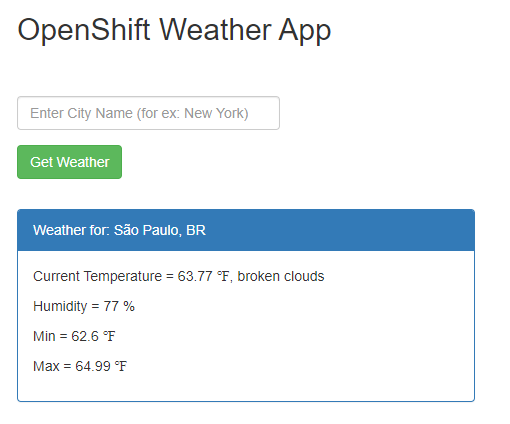 OpenShift Weather App
Enter City Name (for ex: New York)
Get Weather
Weather for: São Paulo, BR
Current Temperature = 63.77 ℉, broken clouds
Humidity = 77 %
Min = 62.6 ℉
Max = 64.99 ℉